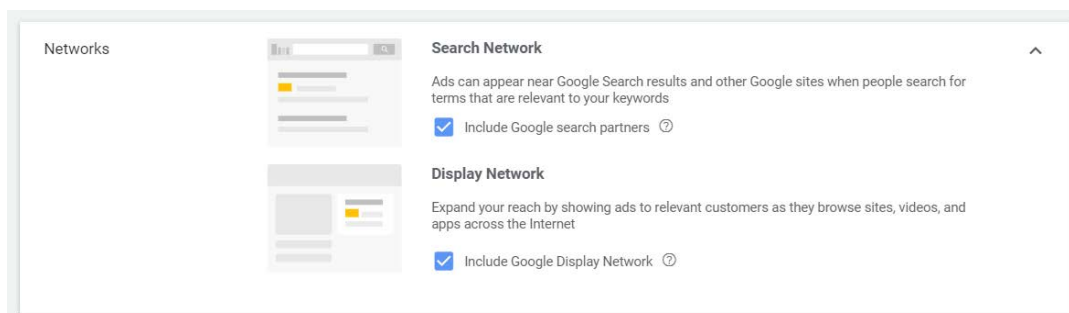 Networks
Search Network
Ads can appear near Google Search results and other Google sites when people search for
terms that are relevant to your keywords
Include Google search partners
Display Network
Expand your reach by showing ads to relevant customers as they browse sites, videos, and
apps across the Internet
Include Google Display Network